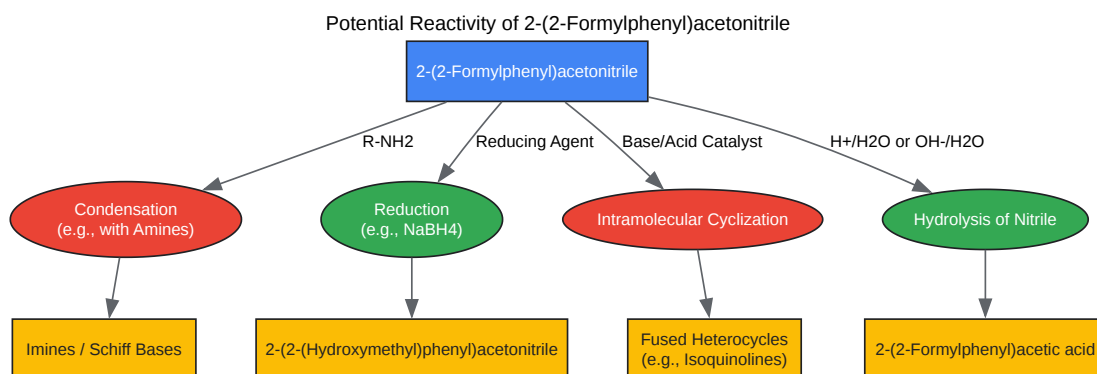 Potential Reactivity of 2-(2-Formylphenyl)acetonitrile
2-(2-Formylphenyl)acetonitrile
R-NH2
Reducing Agent
Base/Acid Catalyst
H+/H2O or OH-/H2O
Condensation
(e.g., with Amines)
Reduction
(e.g., NaBH4)
Intramolecular Cyclization
Hydrolysis of Nitrile
Imines / Schiff Bases
2-(2-(Hydroxymethyl)phenyl)acetonitrile
Fused Heterocycles
(e.g., Isoquinolines)
2-(2-Formylphenyl)acetic acid